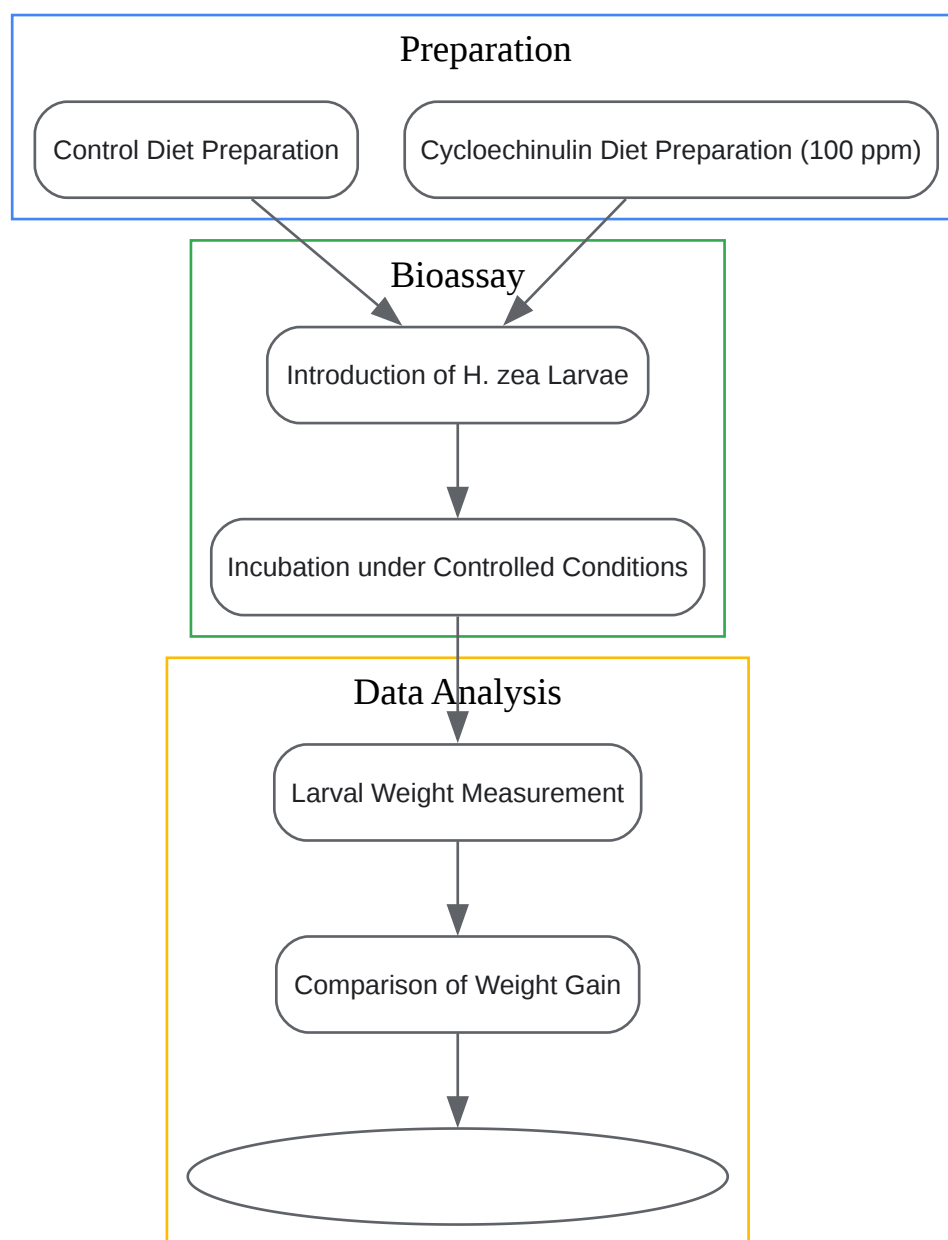 Preparation
Control Diet Preparation
Cycloechinulin Diet Preparation (100 ppm)
Bioassay
Introduction of H. zea Larvae
Incubation under Controlled Conditions
Data Analysis
Larval Weight Measurement
Comparison of Weight Gain